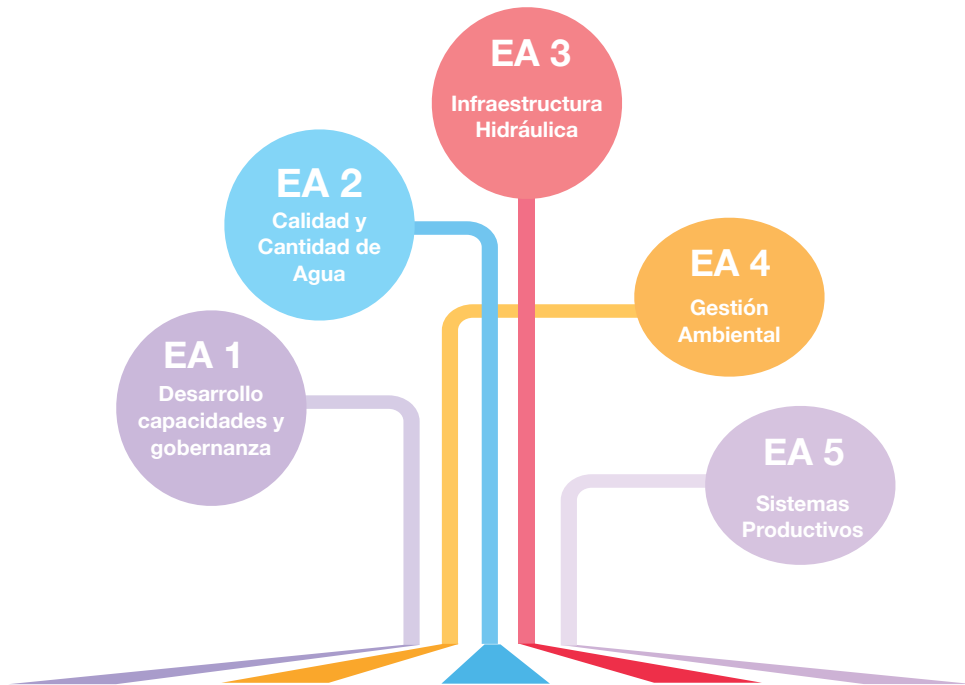 EA 1
Desarrollo
capacidades y
gobernanza
EA 2
Calidad y
Cantidad de
Agua
EA 3
Infraestructura
Hidráulica
EA 4
Gestión
Ambiental
EA 5
Sistemas
Productivos